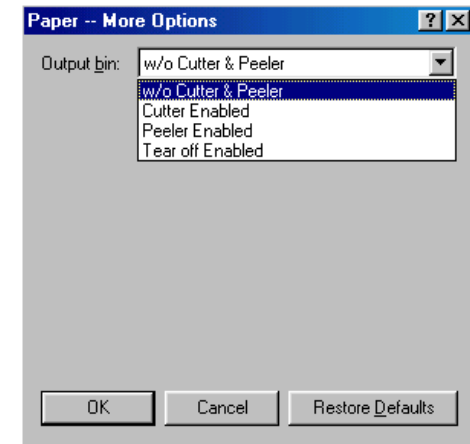 Paper -- More Options
Output bin: w/o Cutter & Peeler
w/o Cutter & Peeler
Cutter Enabled
Peeler Enabled
Tear off Enabled
OK Cancel Restore Defaults